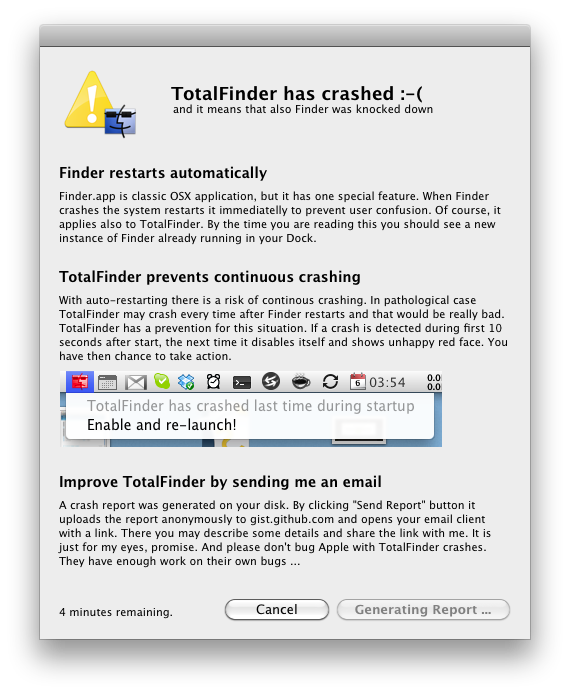 TotalFinder has crashed :-(
and it means that also Finder was knocked down
Finder restarts automatically
Finder.app is classic OSX application, but it has one special feature. When Finder
crashes the system restarts it immediatelly to prevent user confusion. Of course, it
applies also to TotalFinder. By the time you are reading this you should see a new
instance of Finder already running in your Dock.
TotalFinder prevents continuous crashing
With auto-restarting there is a risk of continous crashing. In pathological case
TotalFinder may crash every time after Finder restarts and that would be really bad.
TotalFinder has a prevention for this situation. If a crash is detected during first 10
seconds after start, the next time it disables itself and shows unhappy red face. You
have then chance to take action.
6 03:54 0.0
0.0
TotalFinder has crashed last time during startup
Enable and re-launch!
Improve TotalFinder by sending me an email
A crash report was generated on your disk. By clicking "Send Report" button it
uploads the report anonymously to gist.github.com and opens your email client
with a link. There you may describe some details and share the link with me. It is
just for my eyes, promise. And please don't bug Apple with TotalFinder crashes.
They have enough work on their own bugs ...
4 minutes remaining. Cancel Generating Report ...